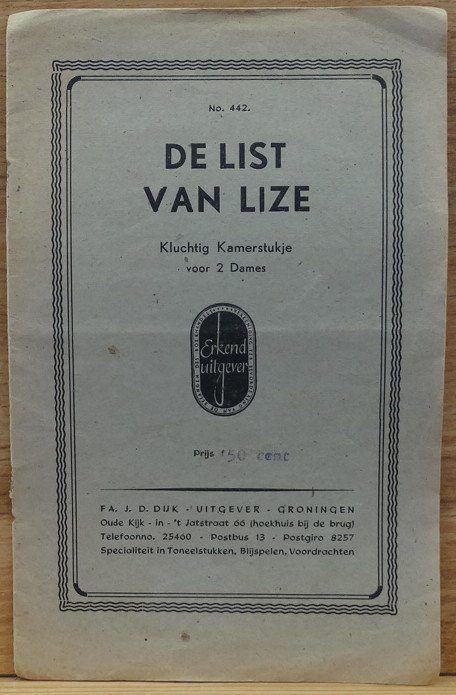 No. 442.
DE LIST
VAN LIZE
Kluchtig Kamerstukje
voor 2 Dames
Erkend
uitgever
Prijs f 50 cent
FA. J. D. DIJK - UITGEVER - GRONINGEN
Oude Kijk - in - 't Jatstraat 66 (hoekhuis bij de brug)
Telefoonno. 25460 - Postbus 13 - Postgiro 8257
Specialiteit in Toneelstukken, Blijspelen, Voordrachten